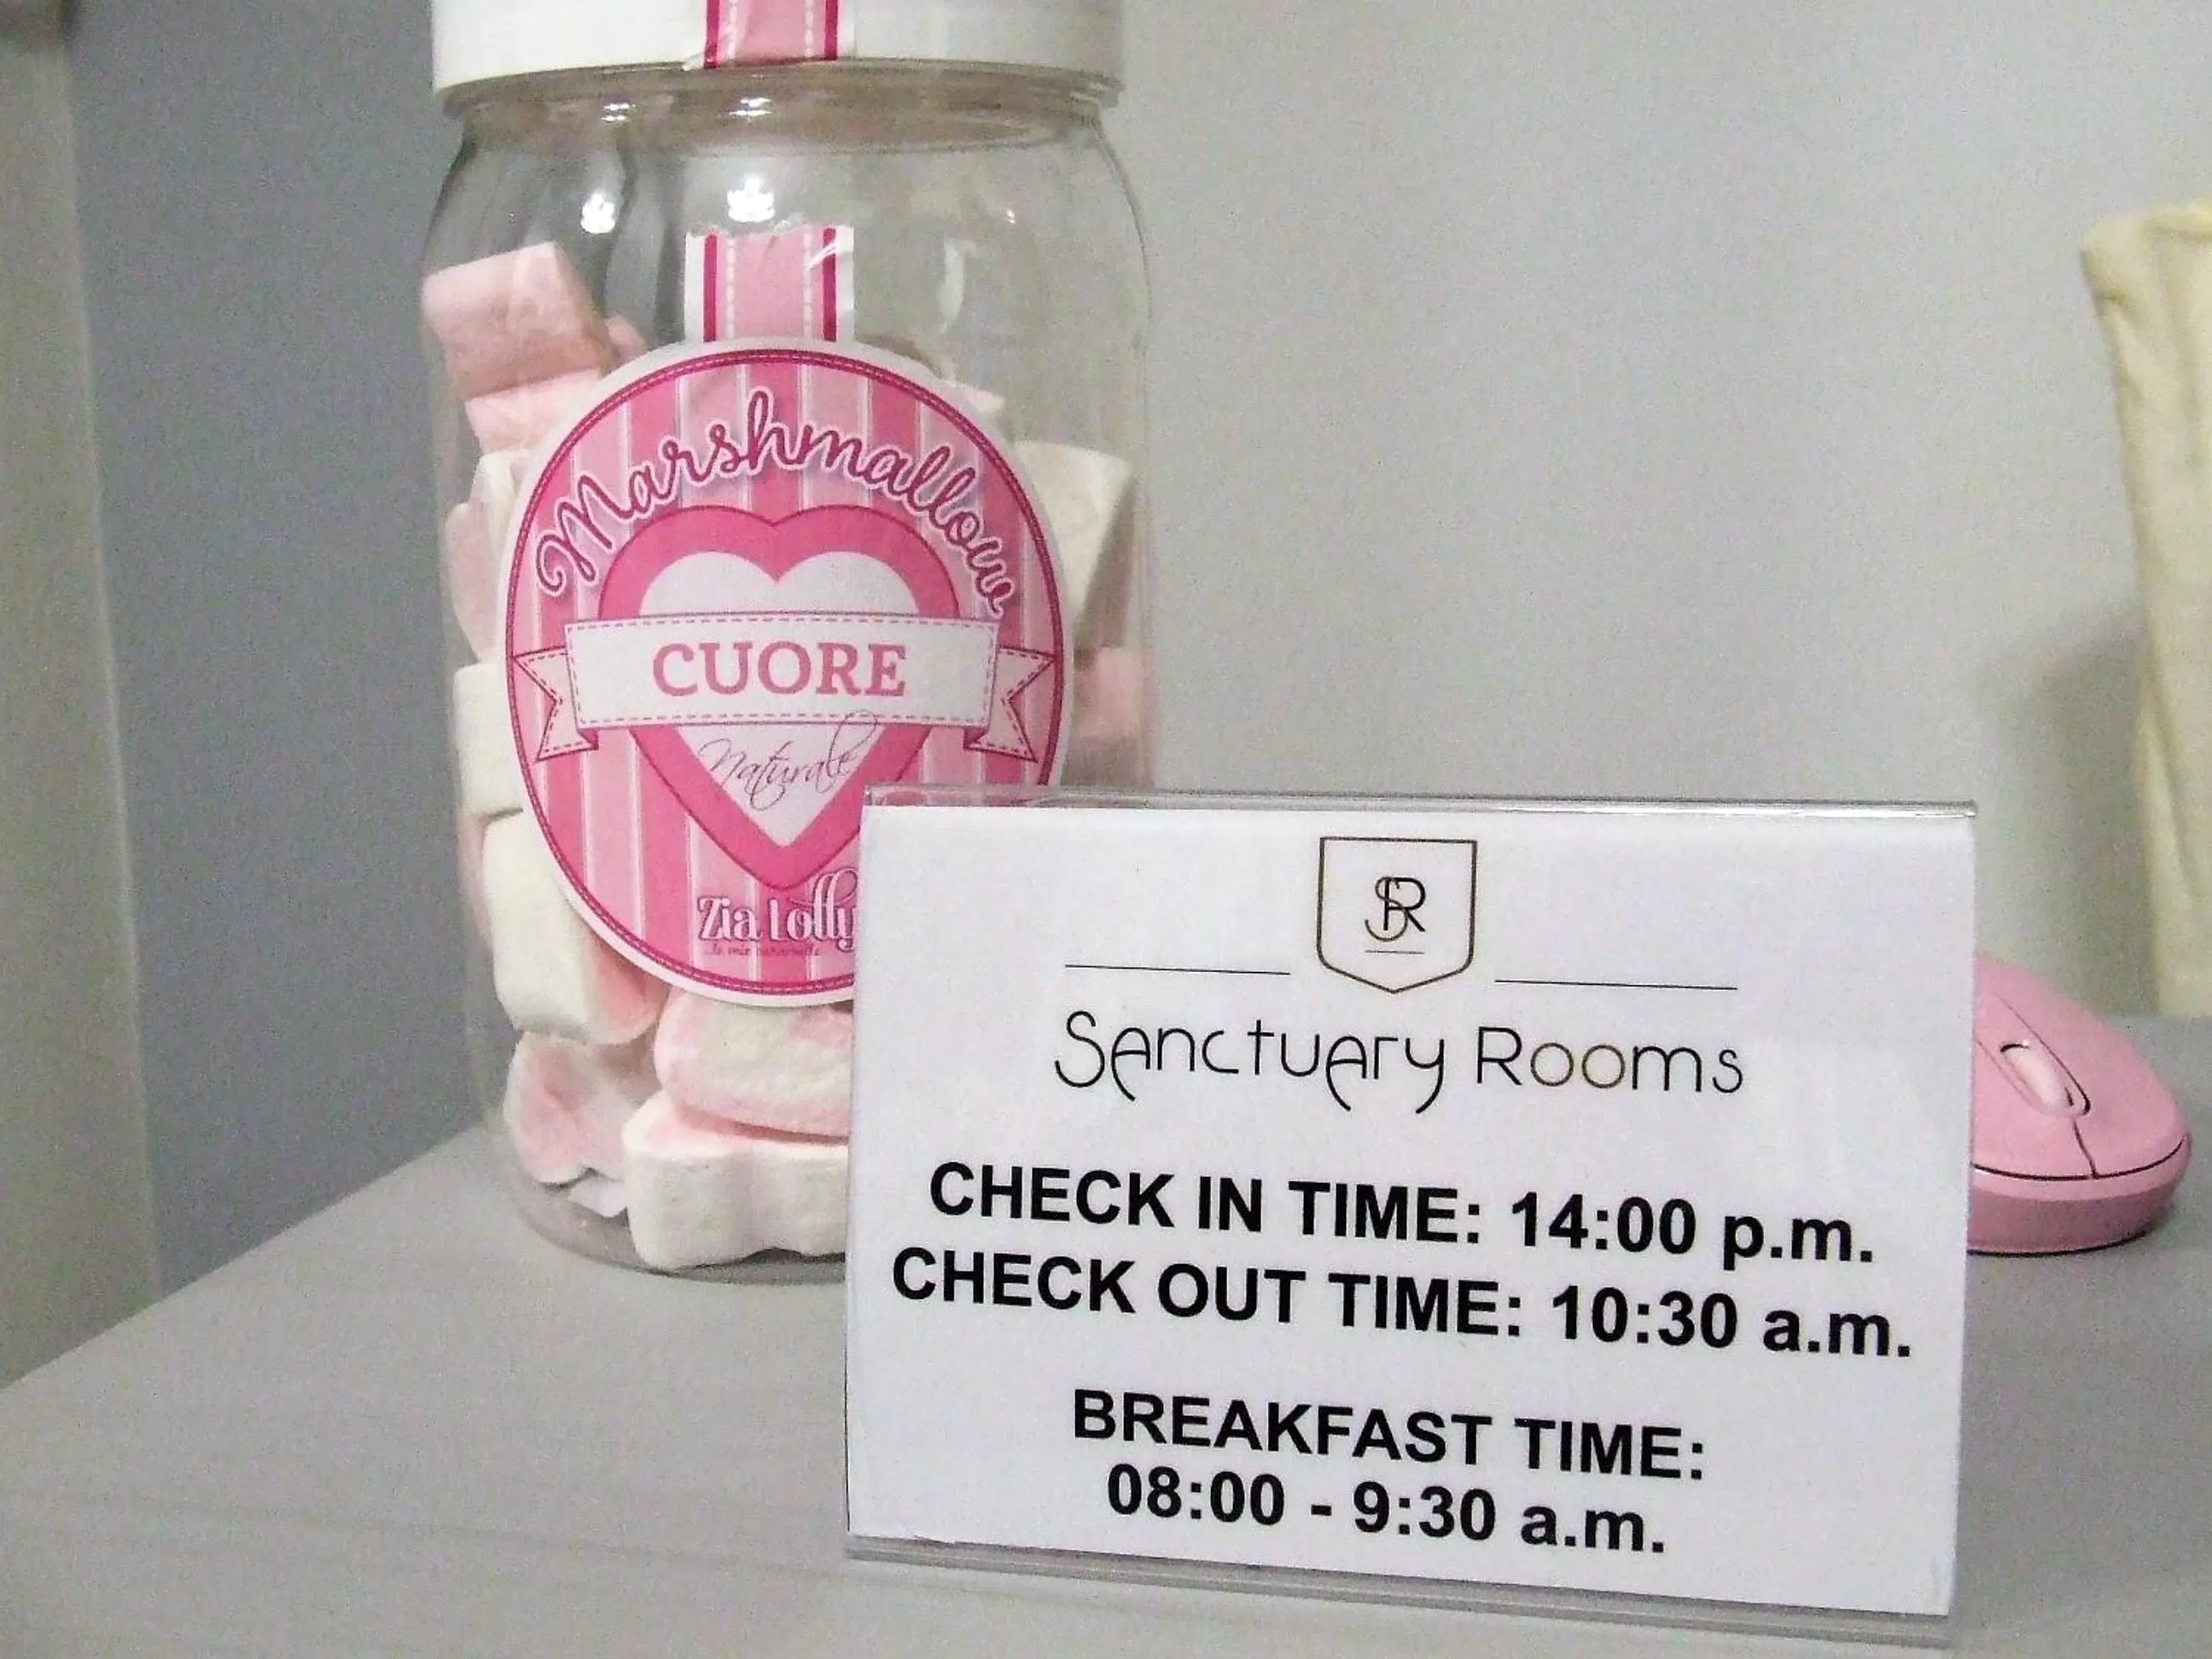 Marshmallow
CUORE
Naturale
Zia Lolly
SR
Sanctuary Rooms
CHECK IN TIME: 14:00 p.m.
CHECK OUT TIME: 10:30 a.m.
BREAKFAST TIME:
08:00 - 9:30 a.m.